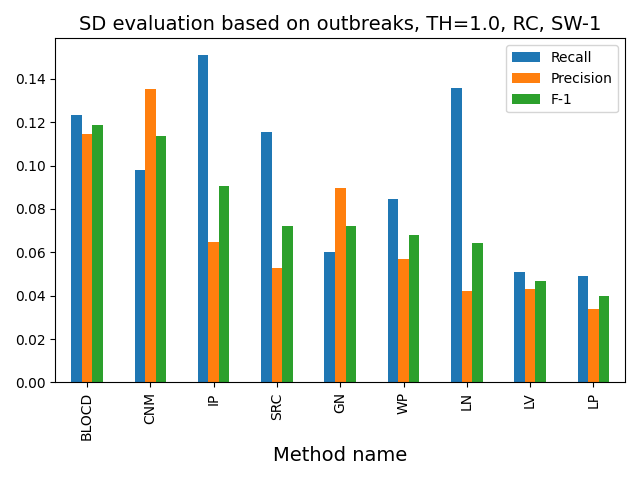 SD evaluation based on outbreaks, TH=1.0, RC, SW-1
Recall
Precision
F-1
0.14
0.12
0.10
0.08
0.06
0.04
0.02
0.00
BLOCD
CNM
IP
SRC
GN
WP
LN
LV
LP
Method name